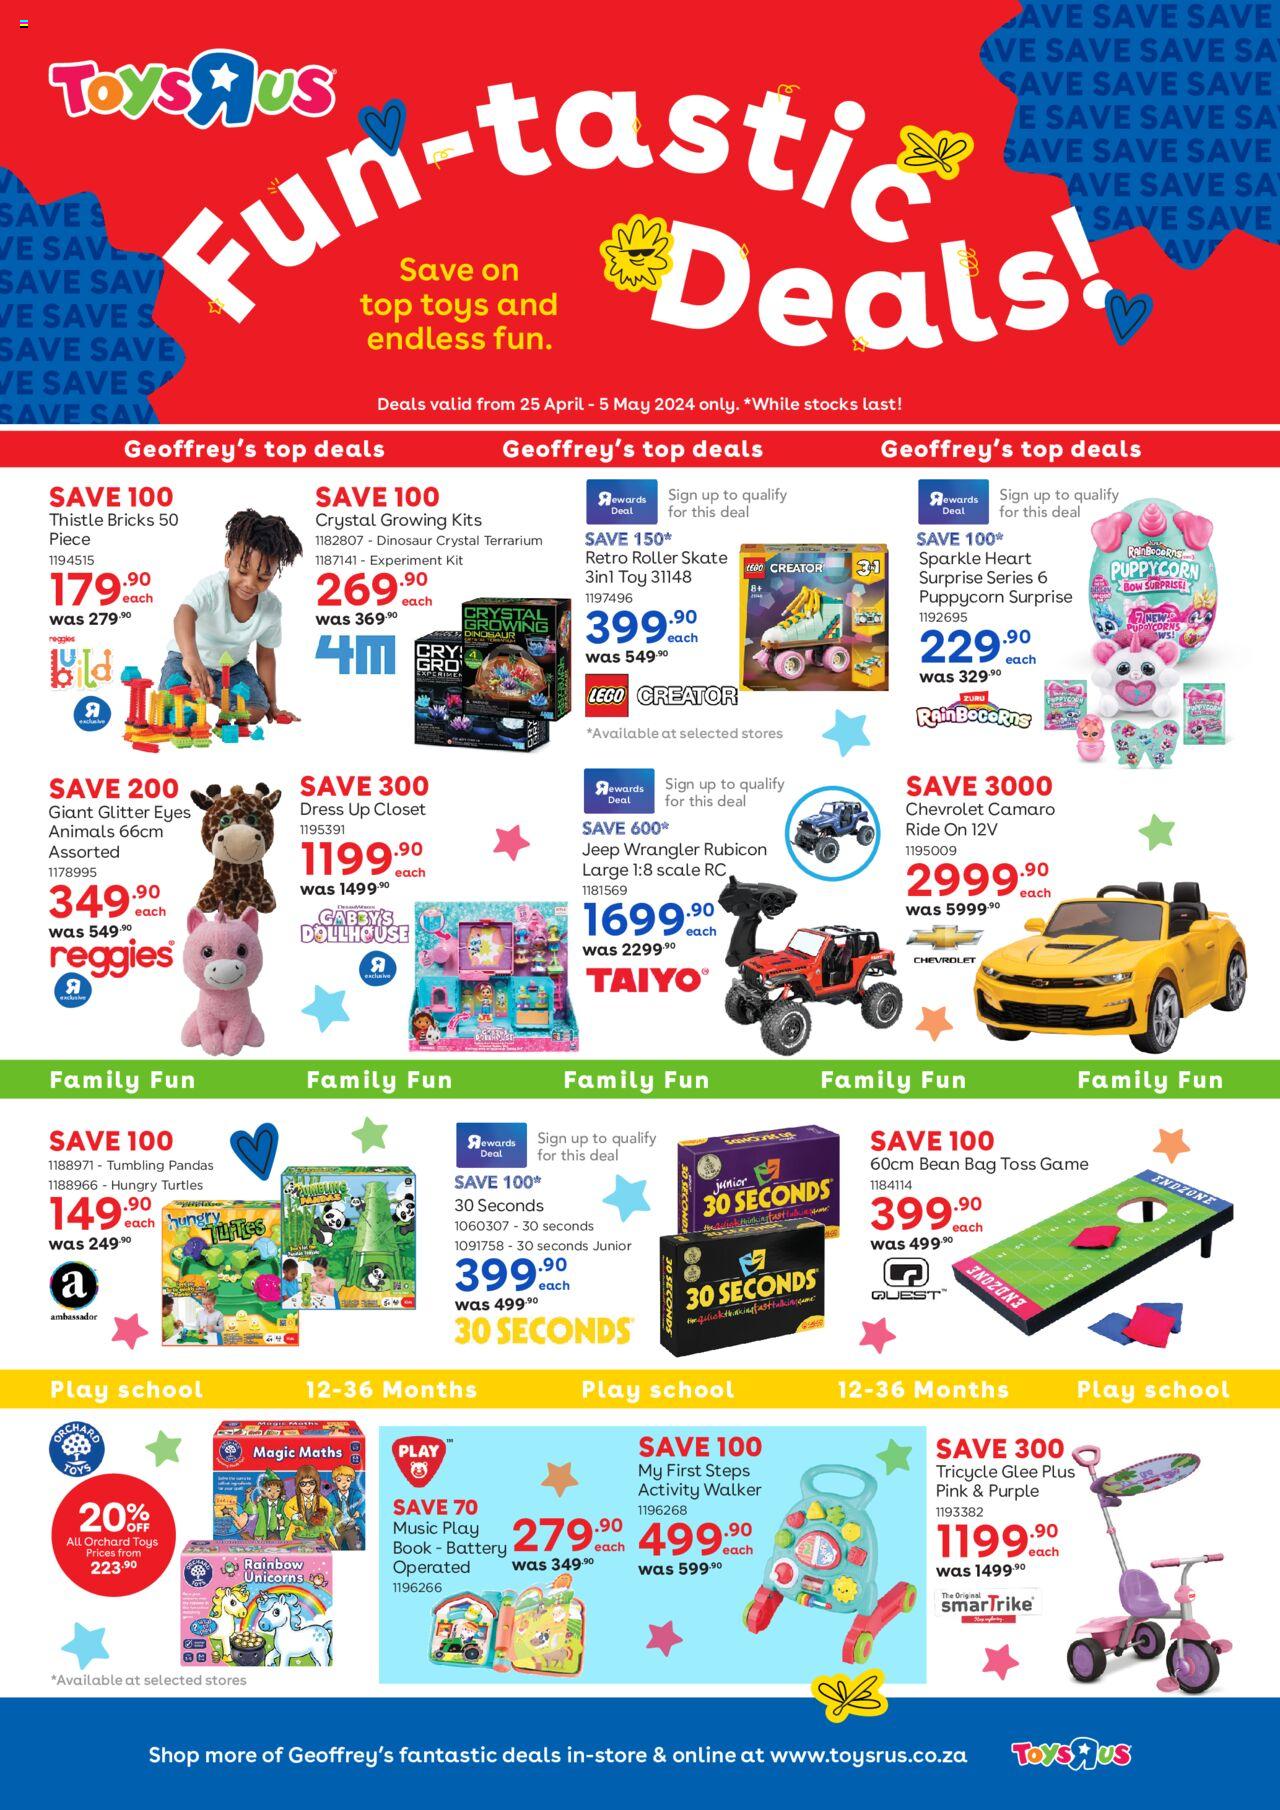 Toys R us
Fun-tastic
Deals!
Save on
top toys and
endless fun.
Deals valid from 25 April - 5 May 2024 only. *While stocks last!
Geoffrey's top deals Geoffrey's top deals Geoffrey's top deals
SAVE 100
Thistle Bricks 50
Piece
1194515
179.90 each
was 279.90
reggies
build
R exclusive
SAVE 100
Crystal Growing Kits
1182807 - Dinosaur Crystal Terrarium
1187141 - Experiment Kit
269.90 each
was 369.90
4M
CRYSTAL
GROWING
DINOSAUR
Rewards
Deal
Sign up to qualify
for this deal
SAVE 150*
Retro Roller Skate
3in1 Toy 31148
1197496
399.90 each
was 549.90
LEGO CREATOR
*Available at selected stores
LEGO CREATOR 3in1
8+
Rewards
Deal
Sign up to qualify
for this deal
SAVE 100*
Sparkle Heart
Surprise Series 6
Puppycorn Surprise
1192695
229.90 each
was 329.90
ZURU
RainBocoRns
RainBocoRns
PUPPYCORN
BOW SURPRISE!
SAVE 200
Giant Glitter Eyes
Animals 66cm
Assorted
1178995
349.90 each
was 549.90
reggies
R exclusive
SAVE 300
Dress Up Closet
1195391
1199.90 each
was 1499.90
GABBY'S
DOLLHOUSE
R exclusive
Rewards
Deal
Sign up to qualify
for this deal
SAVE 600*
Jeep Wrangler Rubicon
Large 1:8 scale RC
1181569
1699.90 each
was 2299.90
TAIYO
SAVE 3000
Chevrolet Camaro
Ride On 12V
1195009
2999.90 each
was 5999.90
CHEVROLET
Family Fun Family Fun Family Fun Family Fun Family Fun
SAVE 100
1188971 - Tumbling Pandas
1188966 - Hungry Turtles
149.90 each
was 249.90
a
ambassador
hungry
TURTLES
TUMBLING
PANDAS
Rewards
Deal
Sign up to qualify
for this deal
SAVE 100*
30 Seconds
1060307 - 30 seconds
1091758 - 30 seconds Junior
399.90 each
was 499.90
30 SECONDS
junior
30 SECONDS
30 SECONDS
30 SECONDS
30 SECONDS
SAVE 100
60cm Bean Bag Toss Game
1184114
399.90 each
was 499.90
QUEST
ENDZONE
ENDZONE
Play school 12-36 Months Play school 12-36 Months Play school
ORCHARD
TOYS
20% OFF
All Orchard Toys
Prices from
223.90
*Available at selected stores
Magic Maths
Magic Maths
Rainbow
Unicorns
PLAY
SAVE 70
Music Play
Book - Battery
Operated
1196266
279.90 each
was 349.90
SAVE 100
My First Steps
Activity Walker
1196268
499.90 each
was 599.90
SAVE 300
Tricycle Glee Plus
Pink & Purple
1193382
1199.90 each
was 1499.90
The Original
smarTrike
Shop more of Geoffrey's fantastic deals in-store & online at www.toysrus.co.za
Toys R us